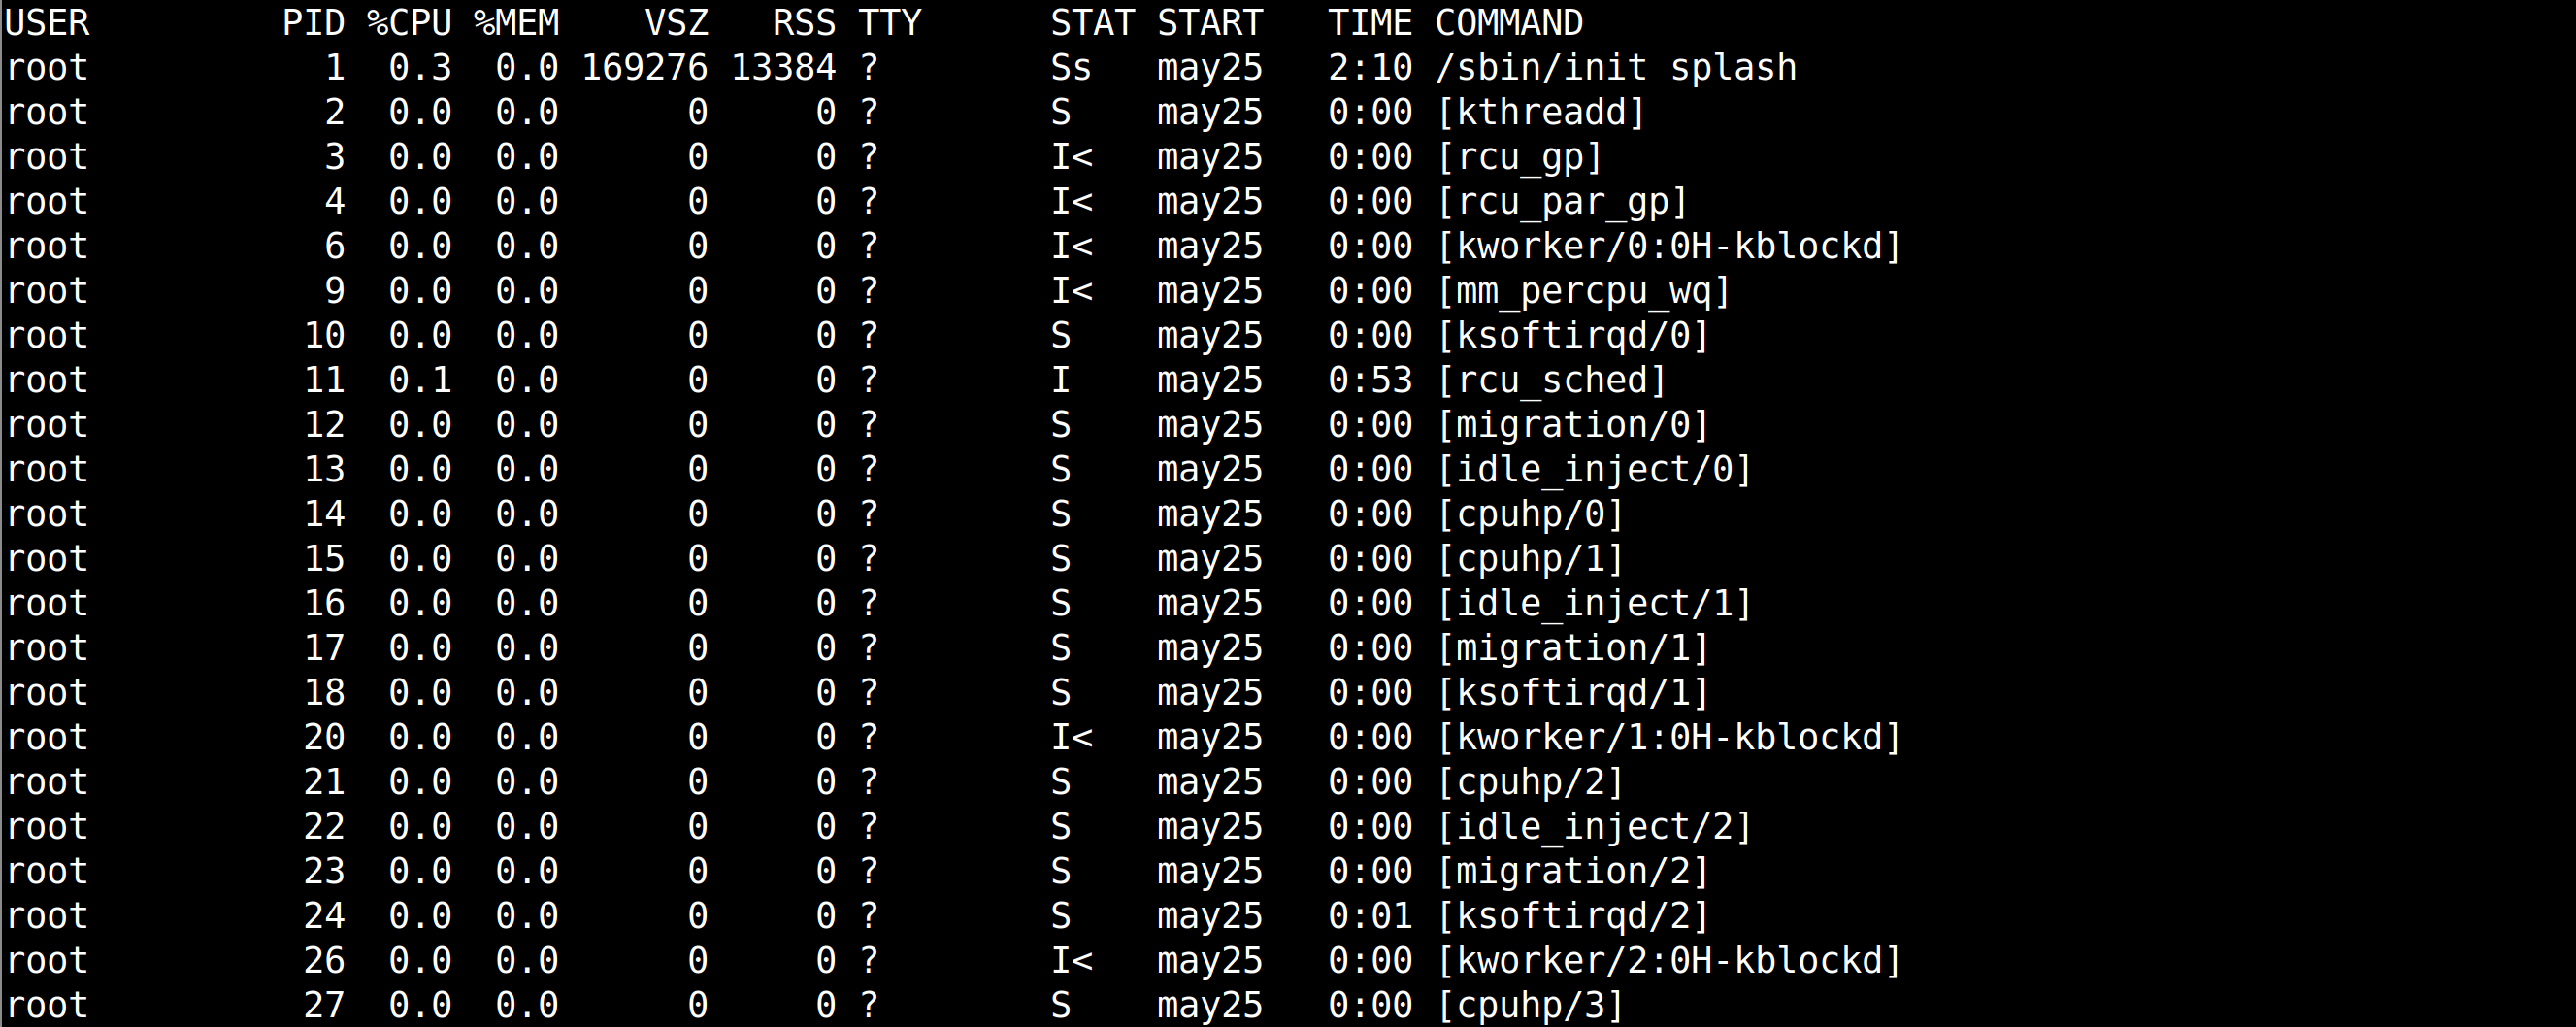 USER         PID %CPU %MEM    VSZ   RSS TTY      STAT START   TIME COMMAND
root           1  0.3  0.0 169276 13384 ?        Ss   may25   2:10 /sbin/init splash
root           2  0.0  0.0      0     0 ?        S    may25   0:00 [kthreadd]
root           3  0.0  0.0      0     0 ?        I<   may25   0:00 [rcu_gp]
root           4  0.0  0.0      0     0 ?        I<   may25   0:00 [rcu_par_gp]
root           6  0.0  0.0      0     0 ?        I<   may25   0:00 [kworker/0:0H-kblockd]
root           9  0.0  0.0      0     0 ?        I<   may25   0:00 [mm_percpu_wq]
root          10  0.0  0.0      0     0 ?        S    may25   0:00 [ksoftirqd/0]
root          11  0.1  0.0      0     0 ?        I    may25   0:53 [rcu_sched]
root          12  0.0  0.0      0     0 ?        S    may25   0:00 [migration/0]
root          13  0.0  0.0      0     0 ?        S    may25   0:00 [idle_inject/0]
root          14  0.0  0.0      0     0 ?        S    may25   0:00 [cpuhp/0]
root          15  0.0  0.0      0     0 ?        S    may25   0:00 [cpuhp/1]
root          16  0.0  0.0      0     0 ?        S    may25   0:00 [idle_inject/1]
root          17  0.0  0.0      0     0 ?        S    may25   0:00 [migration/1]
root          18  0.0  0.0      0     0 ?        S    may25   0:00 [ksoftirqd/1]
root          20  0.0  0.0      0     0 ?        I<   may25   0:00 [kworker/1:0H-kblockd]
root          21  0.0  0.0      0     0 ?        S    may25   0:00 [cpuhp/2]
root          22  0.0  0.0      0     0 ?        S    may25   0:00 [idle_inject/2]
root          23  0.0  0.0      0     0 ?        S    may25   0:00 [migration/2]
root          24  0.0  0.0      0     0 ?        S    may25   0:01 [ksoftirqd/2]
root          26  0.0  0.0      0     0 ?        I<   may25   0:00 [kworker/2:0H-kblockd]
root          27  0.0  0.0      0     0 ?        S    may25   0:00 [cpuhp/3]